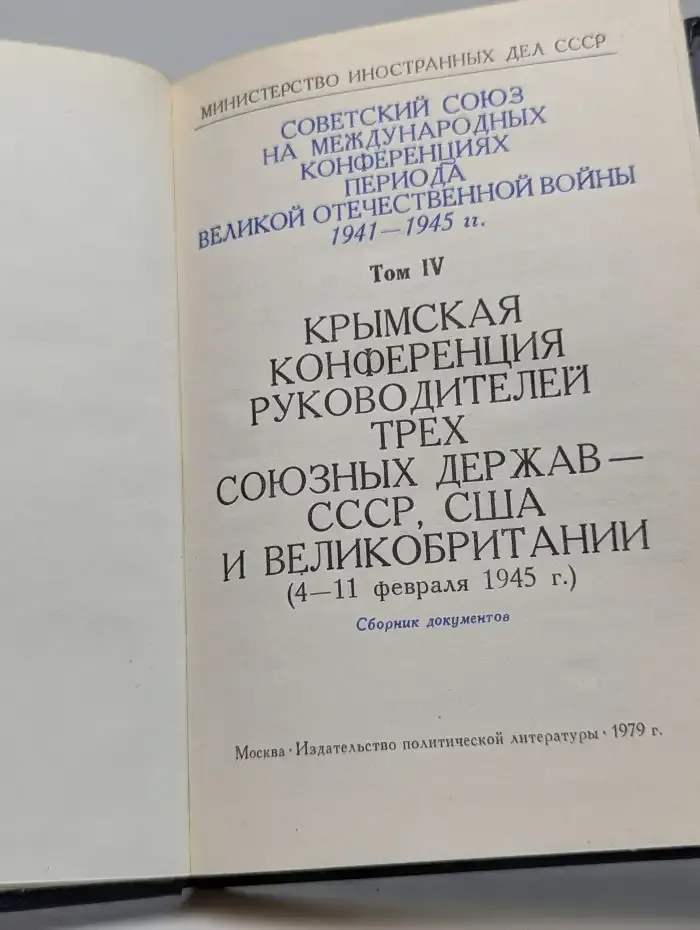 МИНИСТЕРСТВО ИНОСТРАННЫХ ДЕЛ СССР
СОВЕТСКИЙ СОЮЗ
НА МЕЖДУНАРОДНЫХ
КОНФЕРЕНЦИЯХ
ПЕРИОДА
ВЕЛИКОЙ ОТЕЧЕСТВЕННОЙ ВОЙНЫ
1941—1945 гг.
Том IV
КРЫМСКАЯ
КОНФЕРЕНЦИЯ
РУКОВОДИТЕЛЕЙ
ТРЕХ
СОЮЗНЫХ ДЕРЖАВ—
СССР, США
И ВЕЛИКОБРИТАНИИ
(4—11 февраля 1945 г.)
Сборник документов
Москва · Издательство политической литературы · 1979 г.